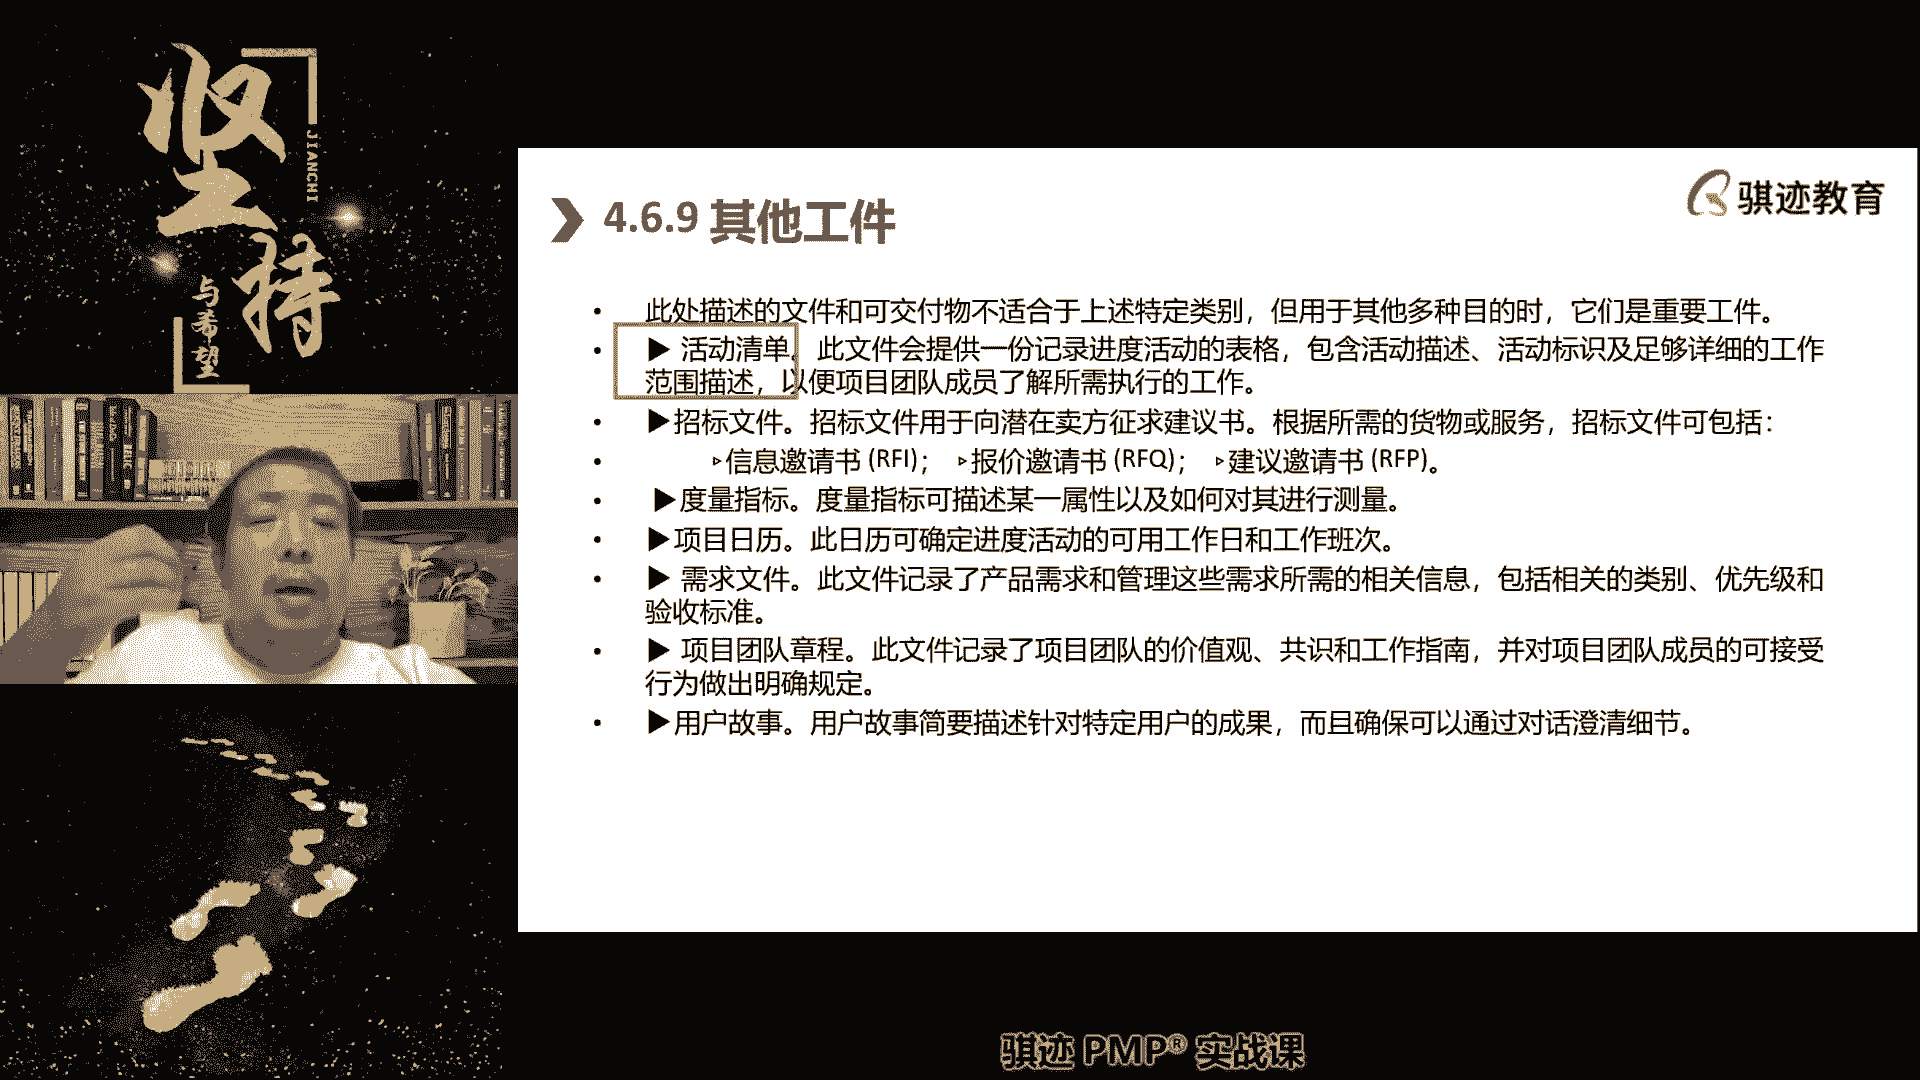 坚持
JIANCHI
与希望
骐迹教育
4.6.9 其他工件
• 此处描述的文件和可交付物不适合于上述特定类别，但用于其他多种目的时，它们是重要工件。
• ▶ 活动清单。此文件会提供一份记录进度活动的表格，包含活动描述、活动标识及足够详细的工作
范围描述，以便项目团队成员了解所需执行的工作。
• ▶招标文件。招标文件用于向潜在卖方征求建议书。根据所需的货物或服务，招标文件可包括：
• ▹信息邀请书 (RFI)； ▹报价邀请书 (RFQ)； ▹建议邀请书 (RFP)。
• ▶度量指标。度量指标可描述某一属性以及如何对其进行测量。
• ▶项目日历。此日历可确定进度活动的可用工作日和工作班次。
• ▶ 需求文件。此文件记录了产品需求和管理这些需求所需的相关信息，包括相关的类别、优先级和
验收标准。
• ▶ 项目团队章程。此文件记录了项目团队的价值观、共识和工作指南，并对项目团队成员的可接受
行为做出明确规定。
• ▶用户故事。用户故事简要描述针对特定用户的成果，而且确保可以通过对话澄清细节。
骐迹 PMP® 实战课